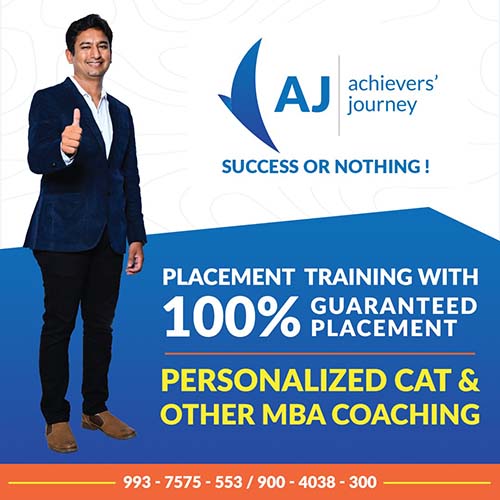 AJ
achievers'
journey
SUCCESS OR NOTHING !
PLACEMENT TRAINING WITH
100% GUARANTEED
PLACEMENT
PERSONALIZED CAT &
OTHER MBA COACHING
993 - 7575 - 553 / 900 - 4038 - 300